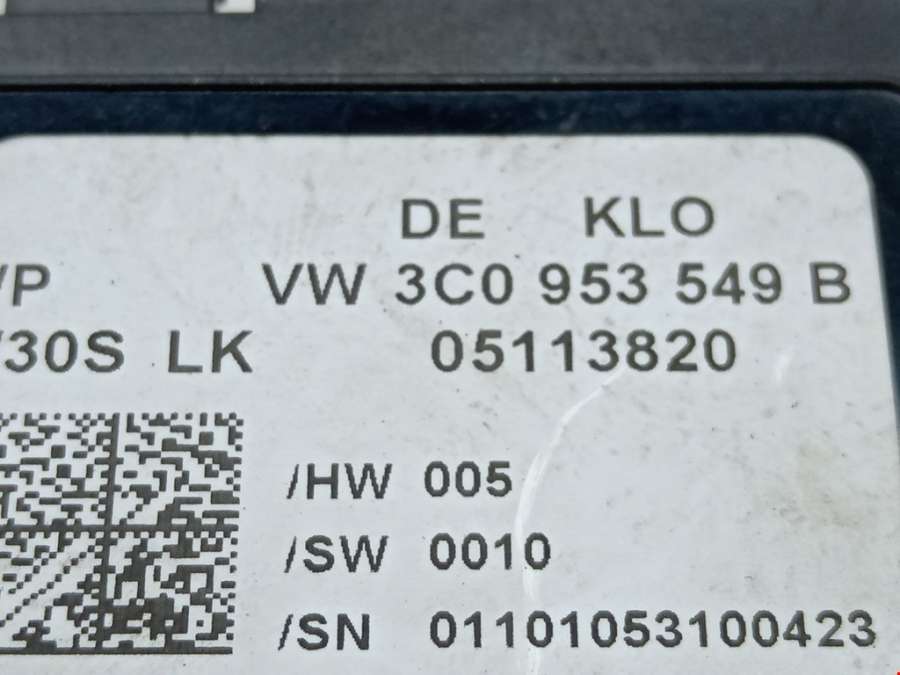 DE KLO
/P VW 3C0 953 549 B
/30S LK 05113820
/HW 005
/SW 0010
/SN 01101053100423